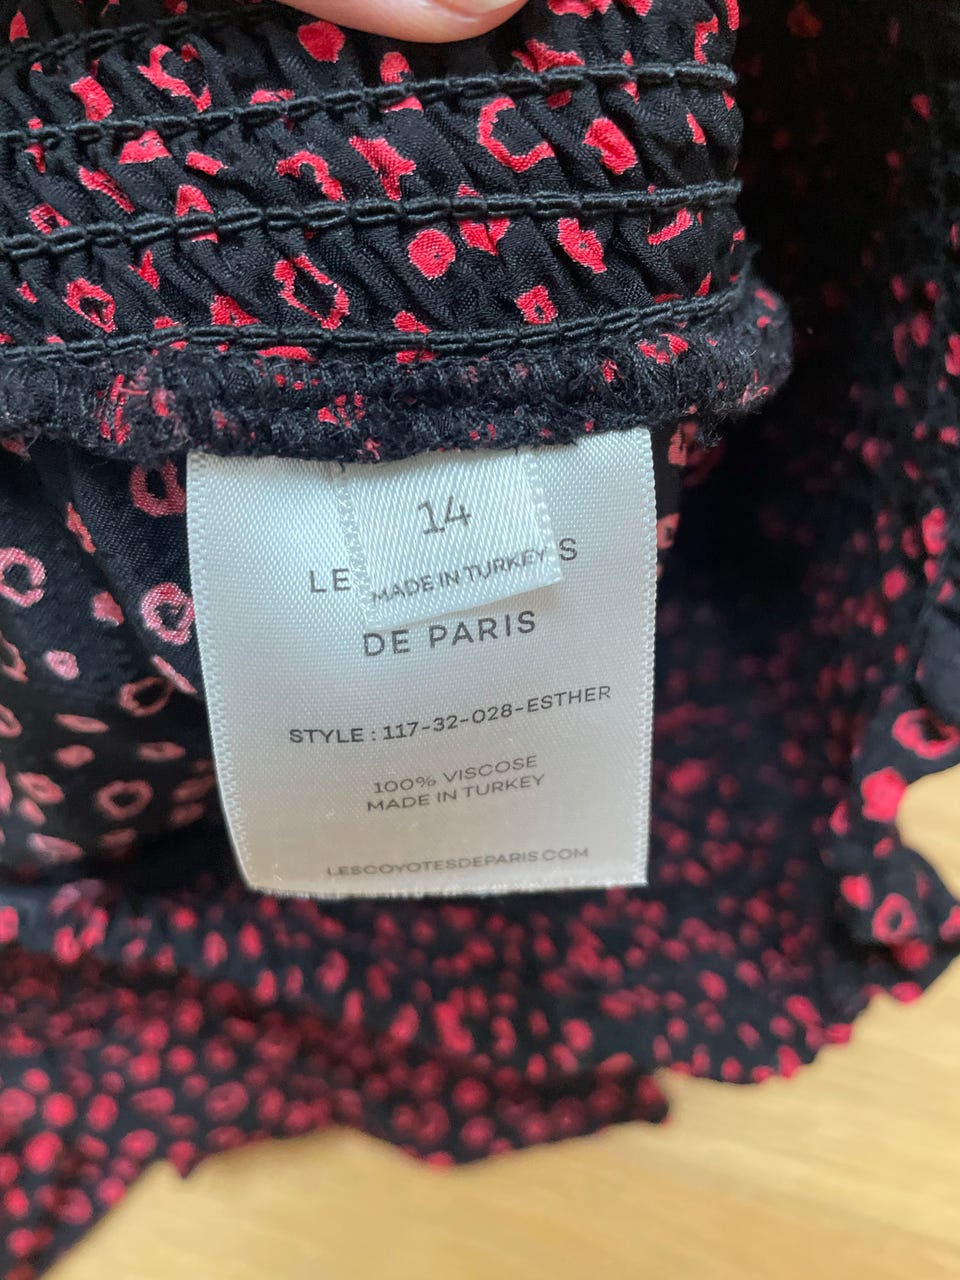 14
MADE IN TURKEY
LE S
DE PARIS
STYLE : 117-32-028-ESTHER
100% VISCOSE
MADE IN TURKEY
LESCOYOTESDEPARIS.COM